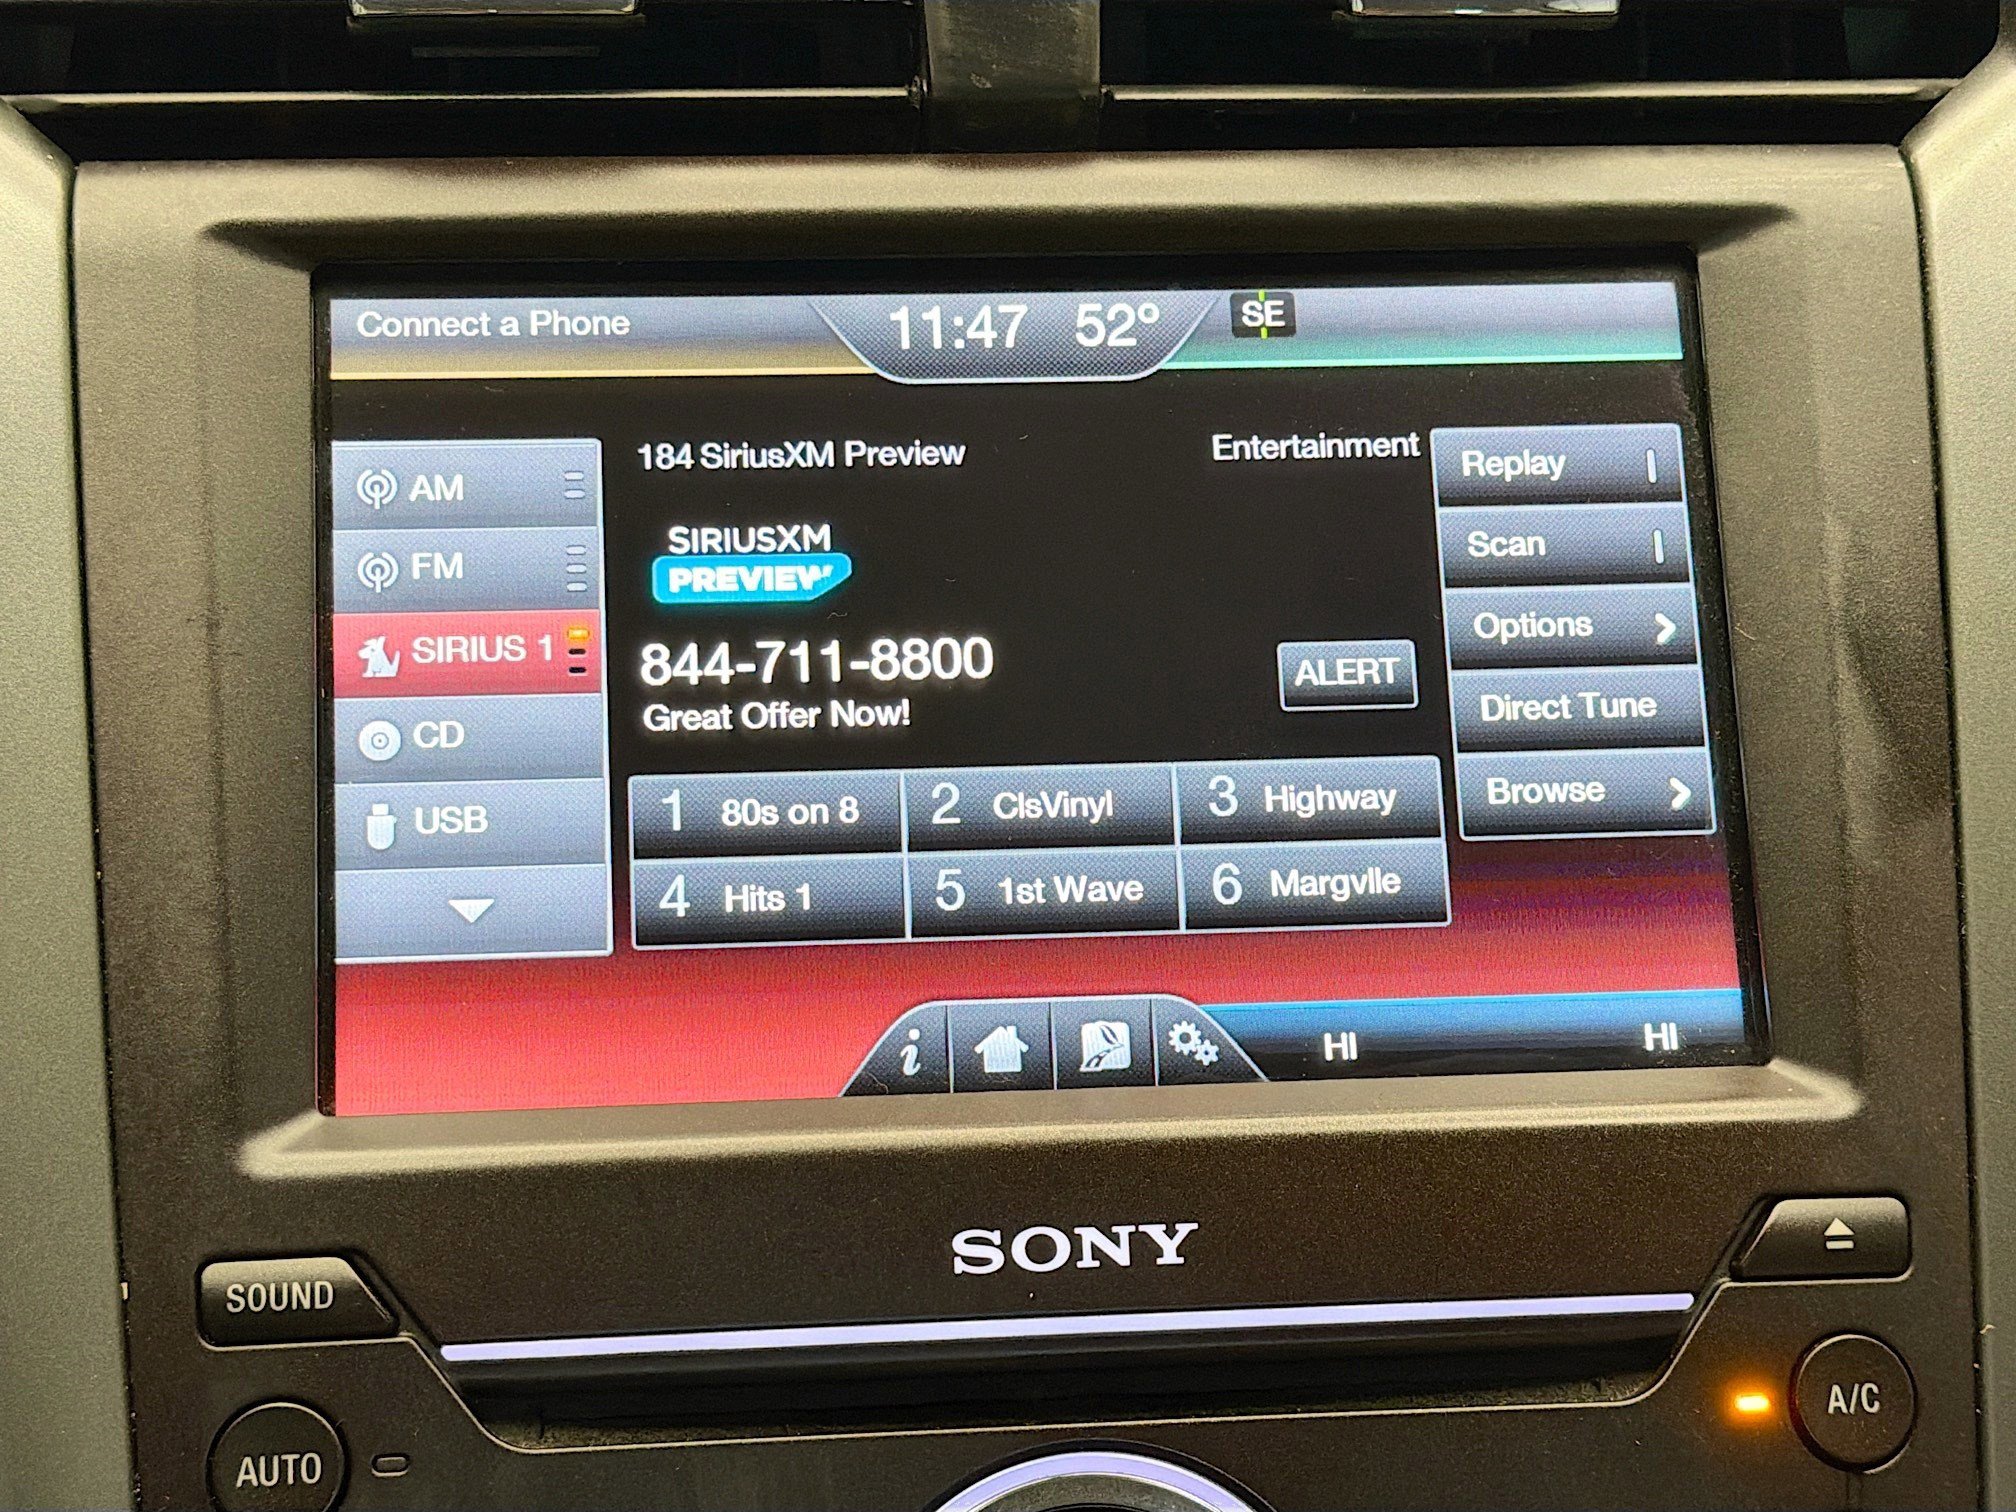 Connect a Phone
11:47 52° SE
184 SiriusXM Preview
Entertainment
SIRIUSXM
PREVIEW
844-711-8800
Great Offer Now!
ALERT
AM
FM
SIRIUS 1
CD
USB
Replay
Scan
Options
Direct Tune
Browse
1 80s on 8
2 ClsVinyl
3 Highway
4 Hits 1
5 1st Wave
6 Margvlle
i
HI
HI
SONY
SOUND
AUTO
A/C